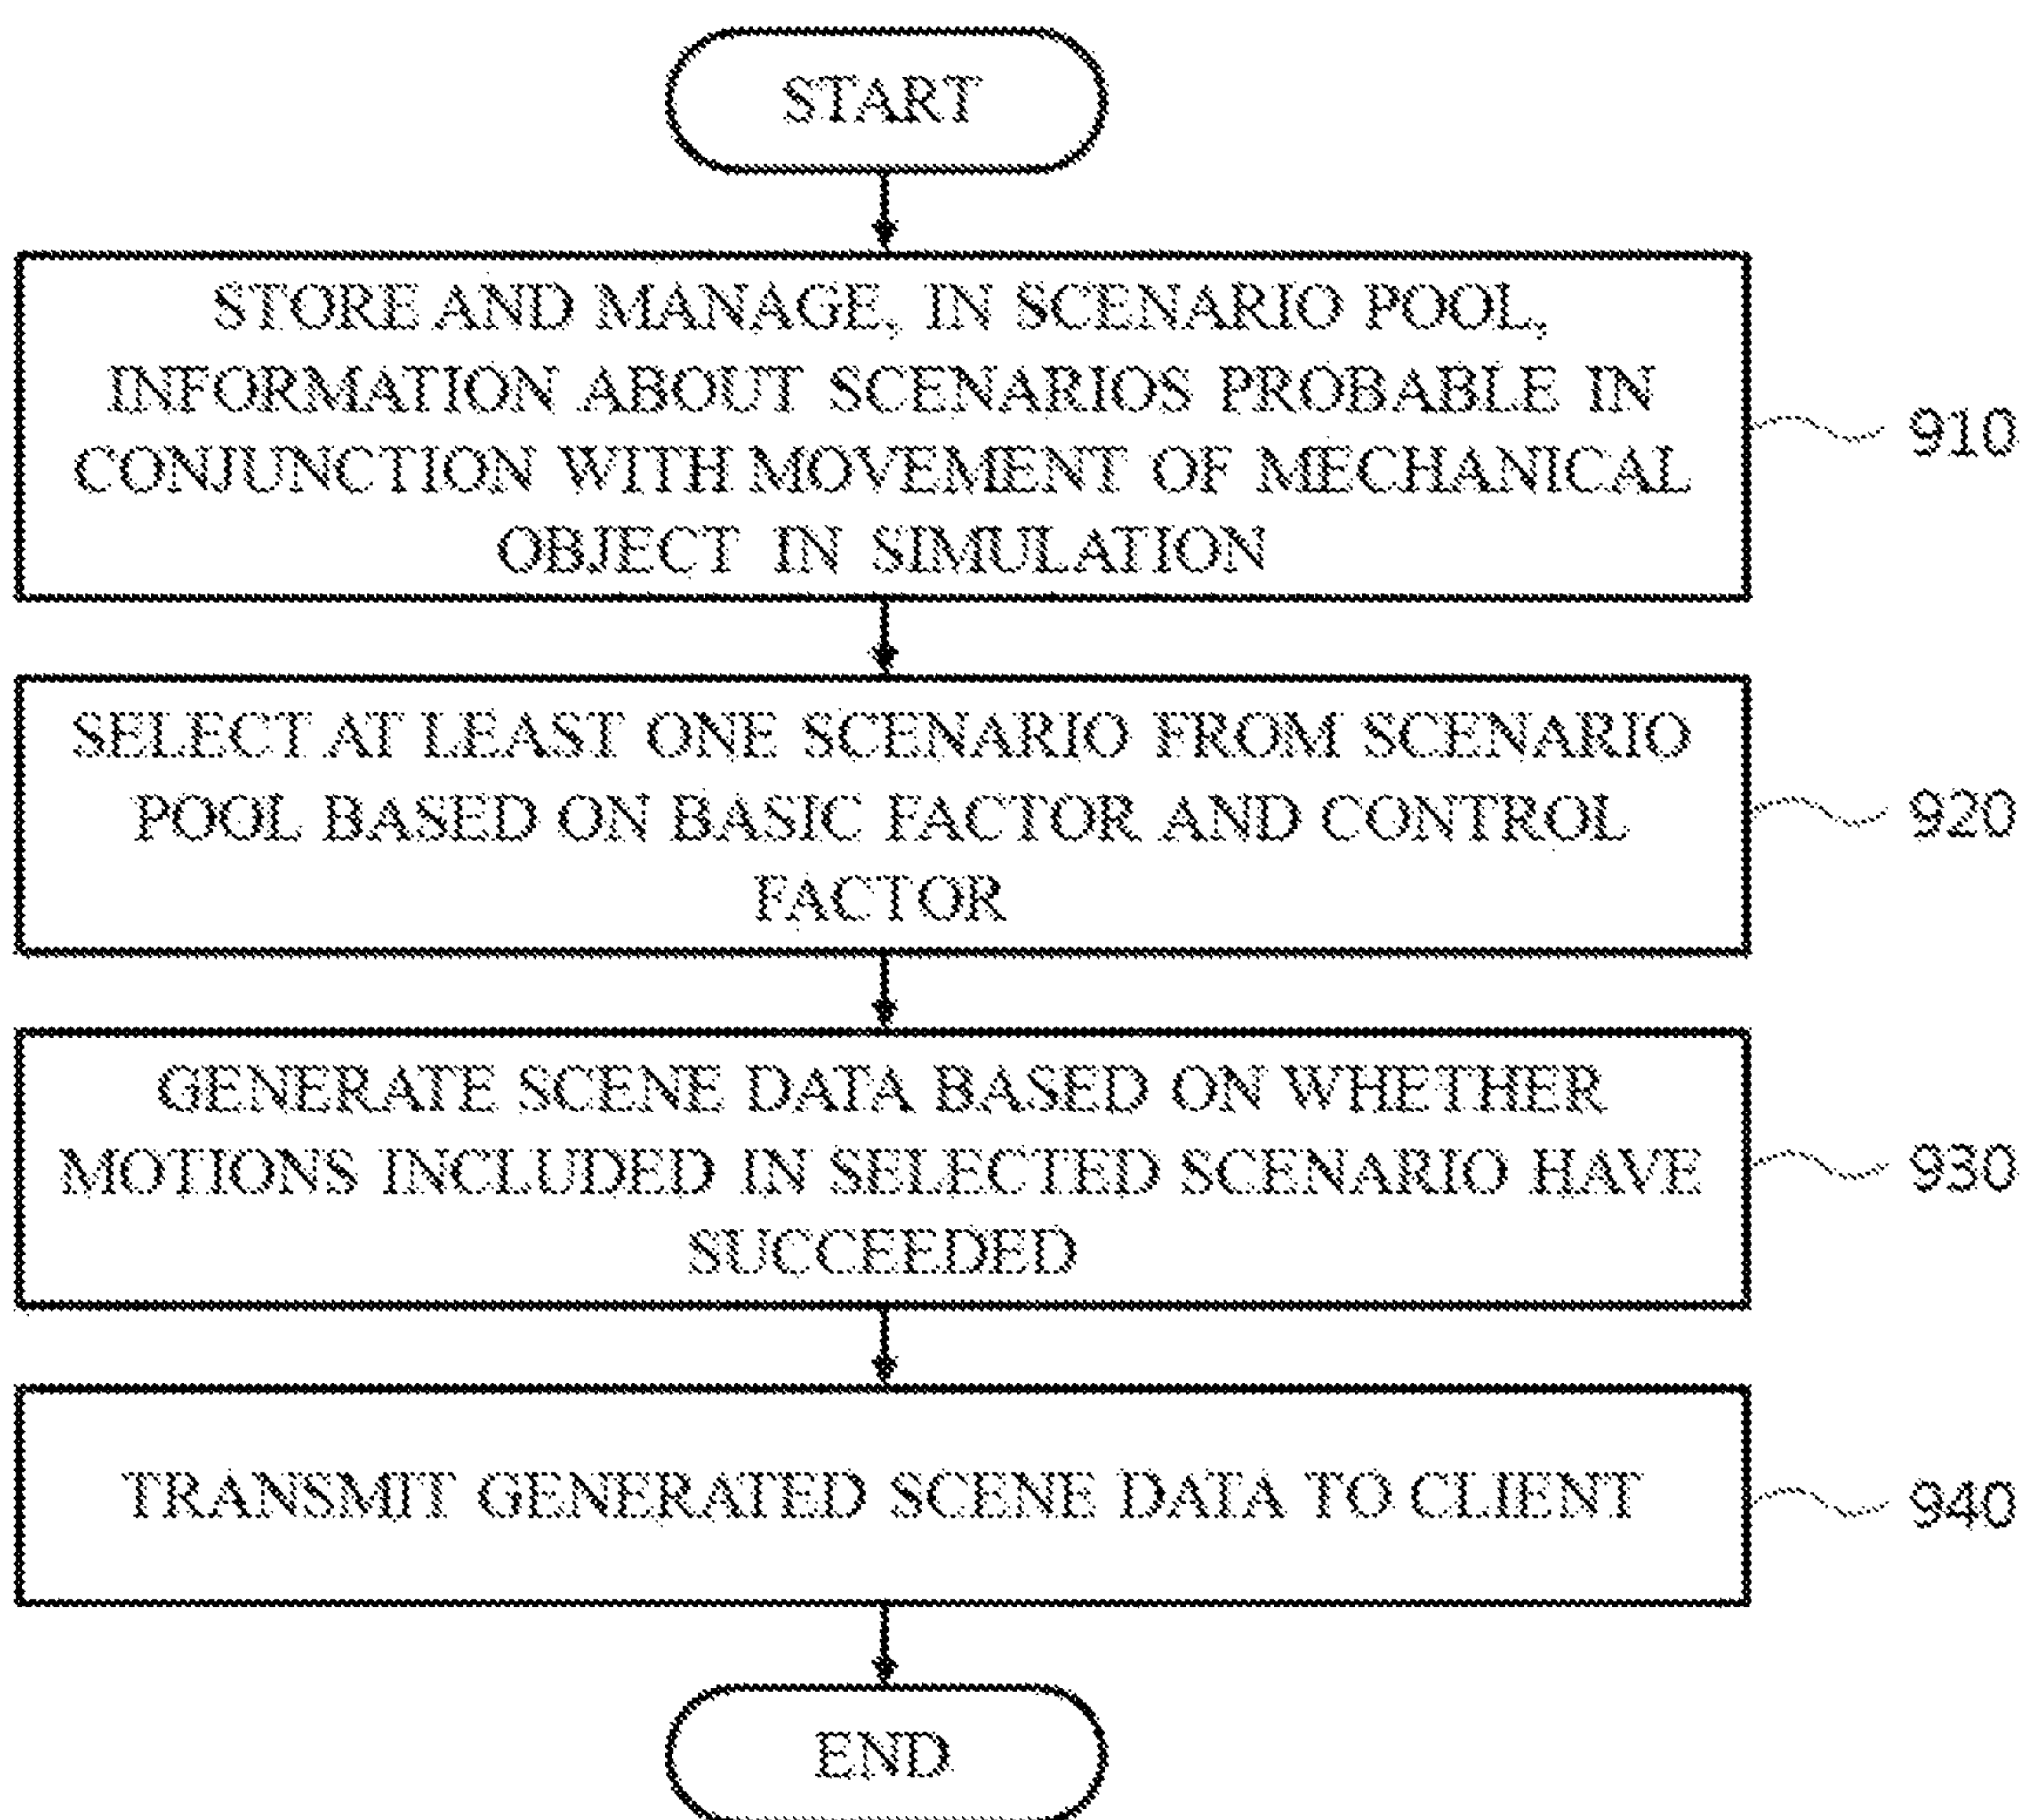 START
STORE AND MANAGE, IN SCENARIO POOL,
INFORMATION ABOUT SCENARIOS PROBABLE IN
CONJUNCTION WITH MOVEMENT OF MECHANICAL
OBJECT IN SIMULATION
910
SELECT AT LEAST ONE SCENARIO FROM SCENARIO
POOL BASED ON BASIC FACTOR AND CONTROL
FACTOR
920
GENERATE SCENE DATA BASED ON WHETHER
MOTIONS INCLUDED IN SELECTED SCENARIO HAVE
SUCCEEDED
930
TRANSMIT GENERATED SCENE DATA TO CLIENT
940
END